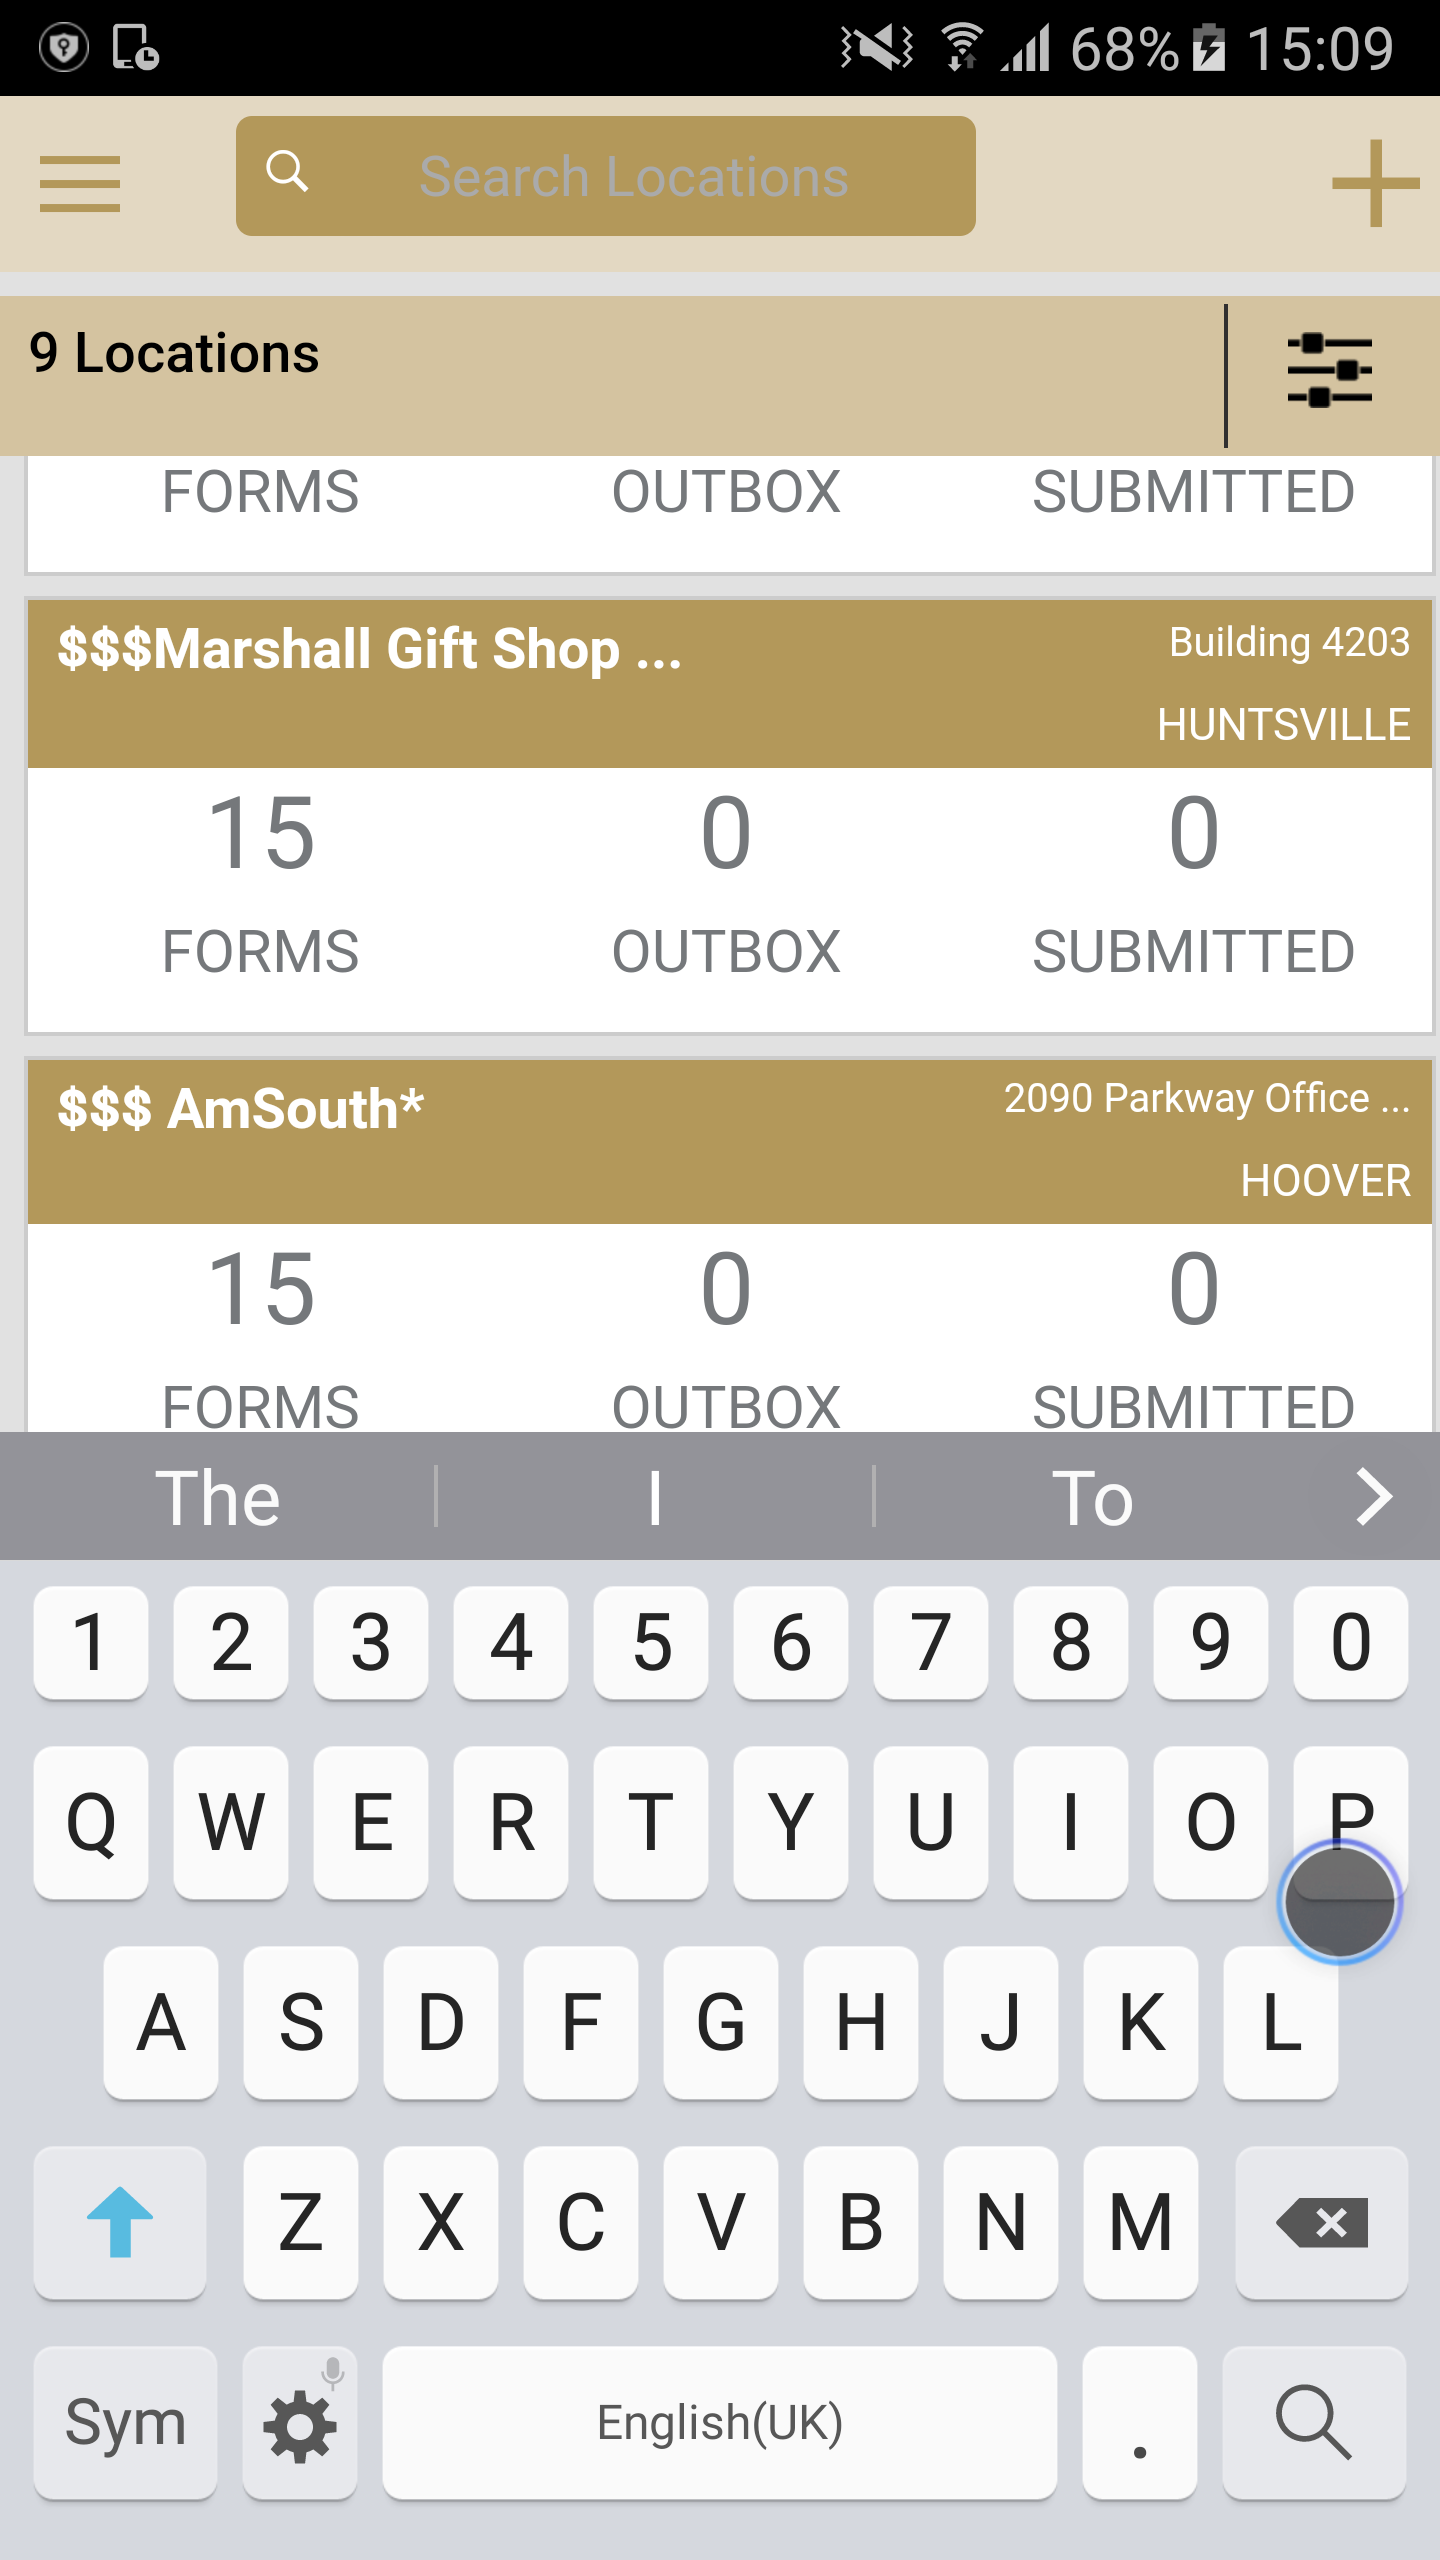 68% 15:09
Search Locations
9 Locations
FORMS OUTBOX SUBMITTED
$$$Marshall Gift Shop ... Building 4203
HUNTSVILLE
15 0 0
FORMS OUTBOX SUBMITTED
$$$ AmSouth* 2090 Parkway Office ...
HOOVER
15 0 0
FORMS OUTBOX SUBMITTED
The I To
1 2 3 4 5 6 7 8 9 0
Q W E R T Y U I O P
A S D F G H J K L
Z X C V B N M
Sym English(UK) .